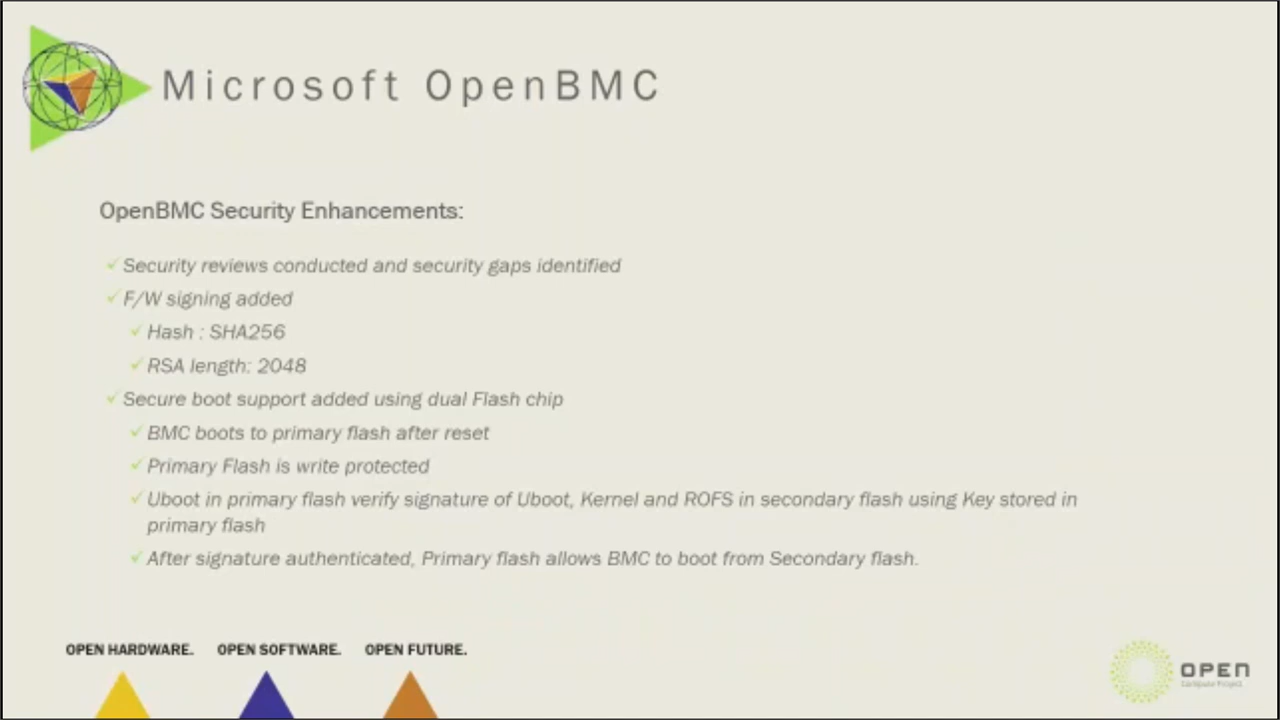 Microsoft OpenBMC
OpenBMC Security Enhancements:
Security reviews conducted and security gaps identified
F/W signing added
Hash : SHA256
RSA length: 2048
Secure boot support added using dual Flash chip
BMC boots to primary flash after reset
Primary Flash is write protected
Uboot in primary flash verify signature of Uboot, Kernel and ROFS in secondary flash using Key stored in
primary flash
After signature authenticated, Primary flash allows BMC to boot from Secondary flash.
OPEN HARDWARE. OPEN SOFTWARE. OPEN FUTURE.
OPEN
Compute Project